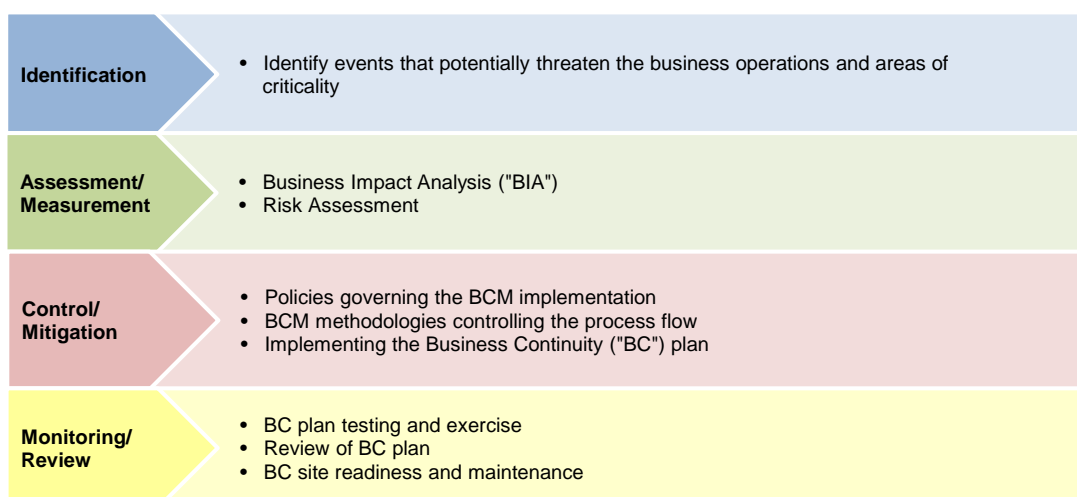 Identification
• Identify events that potentially threaten the business operations and areas of
criticality
Assessment/
Measurement
• Business Impact Analysis ("BIA")
• Risk Assessment
Control/
Mitigation
• Policies governing the BCM implementation
• BCM methodologies controlling the process flow
• Implementing the Business Continuity ("BC") plan
Monitoring/
Review
• BC plan testing and exercise
• Review of BC plan
• BC site readiness and maintenance